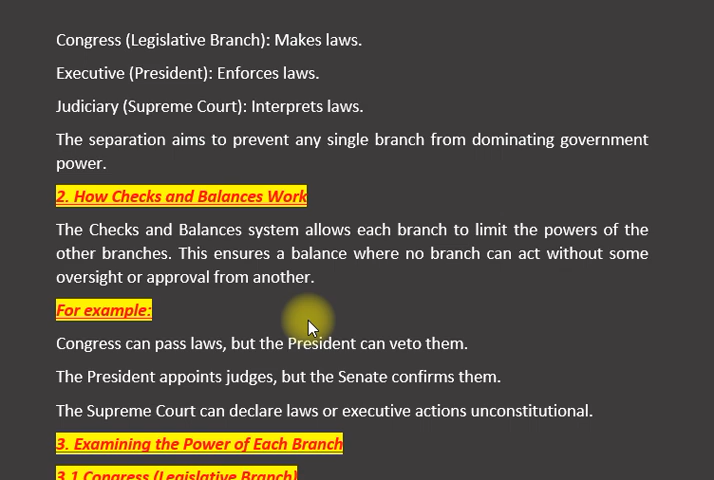 Congress (Legislative Branch): Makes laws.
Executive (President): Enforces laws.
Judiciary (Supreme Court): Interprets laws.
The separation aims to prevent any single branch from dominating government
power.
2. How Checks and Balances Work
The Checks and Balances system allows each branch to limit the powers of the
other branches. This ensures a balance where no branch can act without some
oversight or approval from another.
For example:
Congress can pass laws, but the President can veto them.
The President appoints judges, but the Senate confirms them.
The Supreme Court can declare laws or executive actions unconstitutional.
3. Examining the Power of Each Branch
3.1 Congress (Legislative Branch)